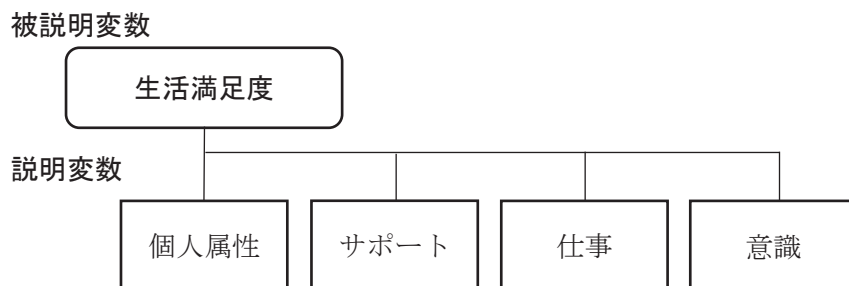 被説明変数
生活満足度
説明変数
個人属性
サポート
仕事
意識